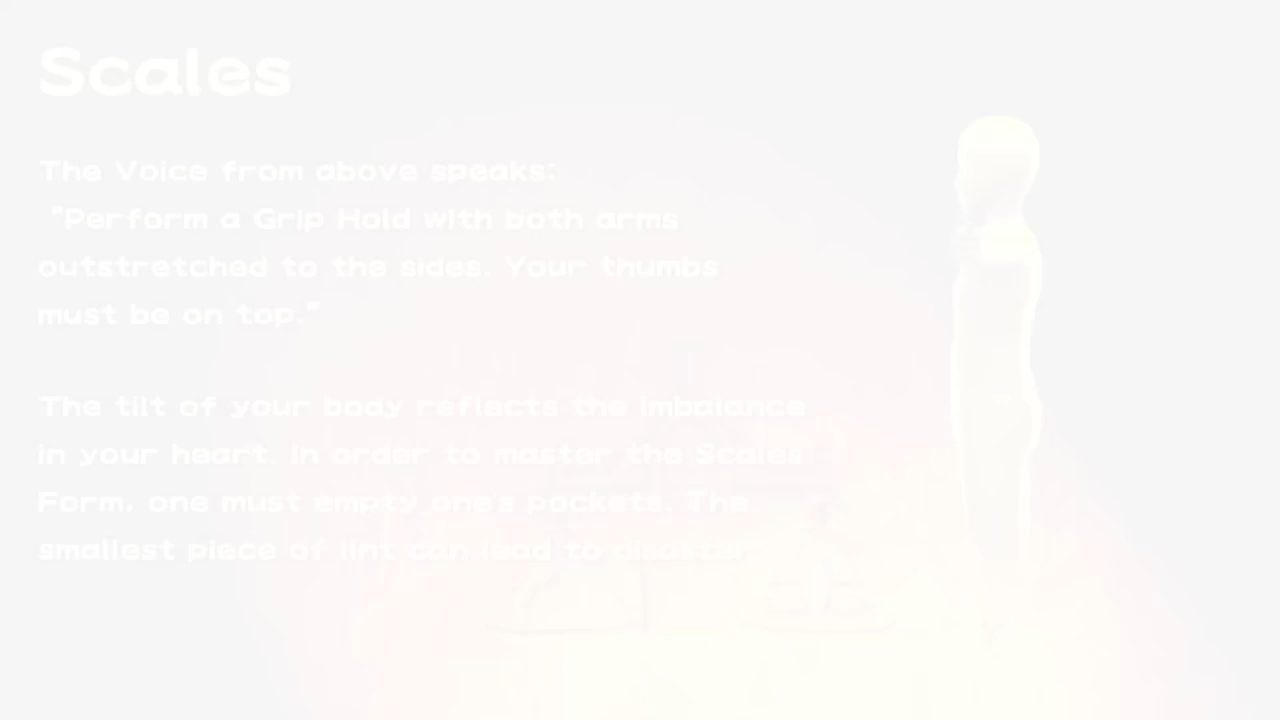 Scales
The Voice from above speaks:
"Perform a Grip Hold with both arms
outstretched to the sides. Your thumbs
must be on top."
The tilt of your body reflects the imbalance
in your heart. In order to master the Scales
Form, one must empty one's pockets. The
smallest piece of lint can lead to disaster.